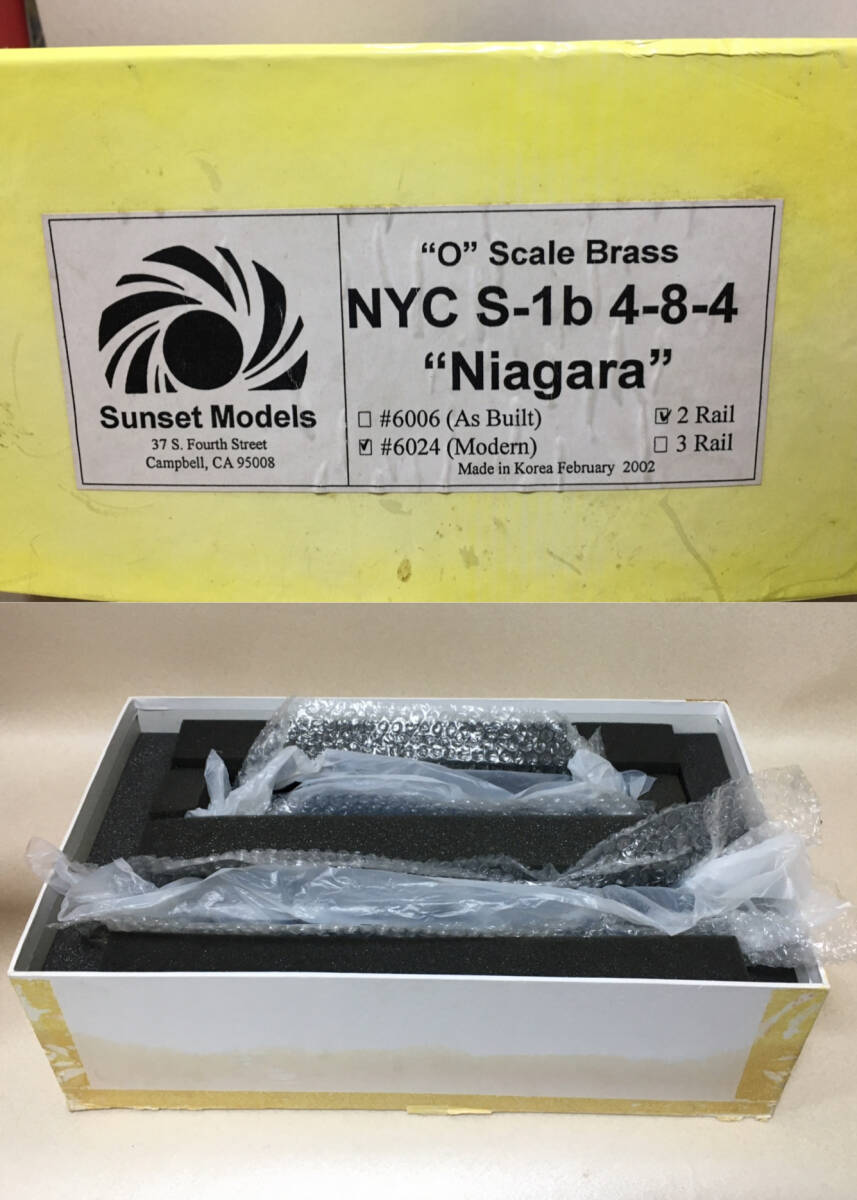 Sunset Models
37 S. Fourth Street
Campbell, CA 95008
“O” Scale Brass
NYC S-1b 4-8-4
“Niagara”
☐ #6006 (As Built) ☑ 2 Rail
☑ #6024 (Modern) ☐ 3 Rail
Made in Korea February 2002